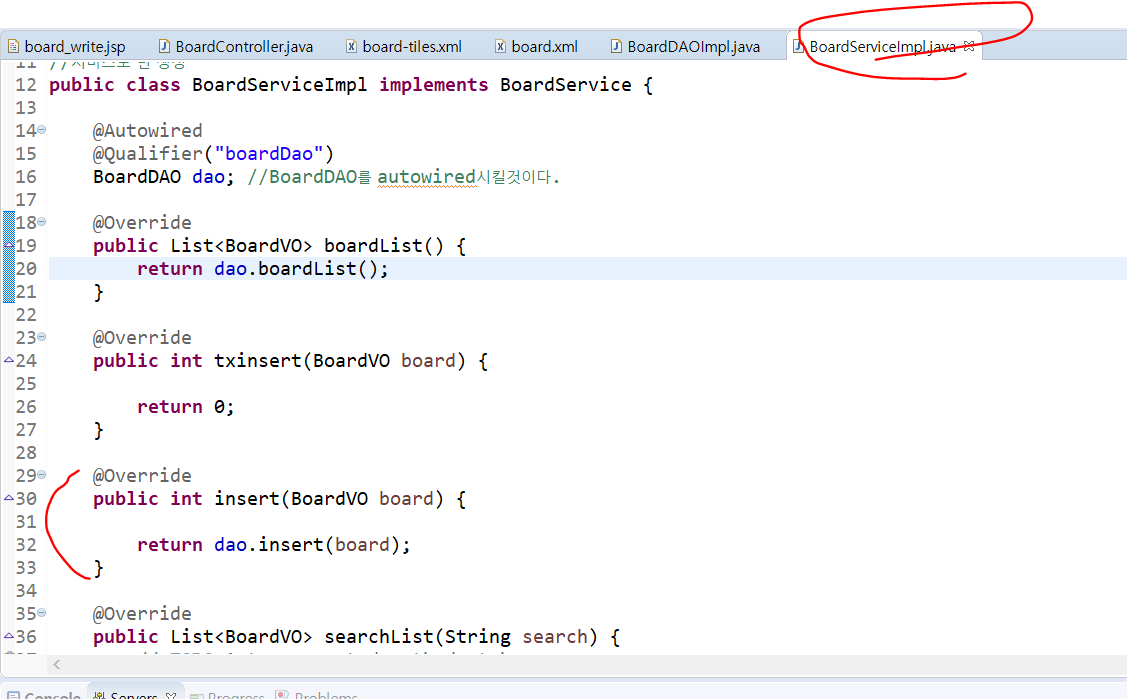 board_write.jsp BoardController.java board-tiles.xml board.xml BoardDAOImpl.java BoardServiceImpl.java
11
12 public class BoardServiceImpl implements BoardService {
13
14 @Autowired
15 @Qualifier("boardDao")
16 BoardDAO dao; //BoardDAO를 autowired시킬것이다.
17
18 @Override
19 public List<BoardVO> boardList() {
20 return dao.boardList();
21 }
22
23 @Override
24 public int txinsert(BoardVO board) {
25
26 return 0;
27 }
28
29 @Override
30 public int insert(BoardVO board) {
31
32 return dao.insert(board);
33 }
34
35 @Override
36 public List<BoardVO> searchList(String search) {
Console Servers Progress Problems